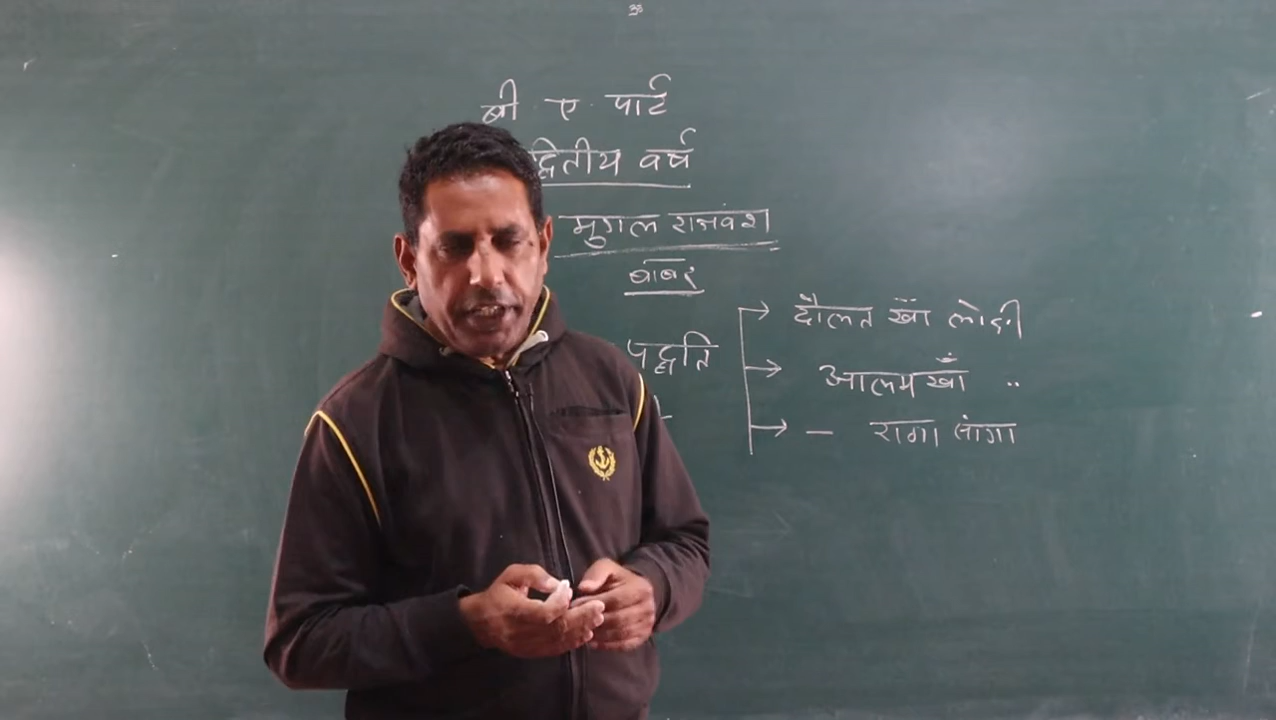 ॐ
बी ए पार्ट
द्वितीय वर्ष
मुगल राजवंश
बाबर
पद्धति
दौलत खाँ लोदी
आलम खाँ ..
- राणा सांगा